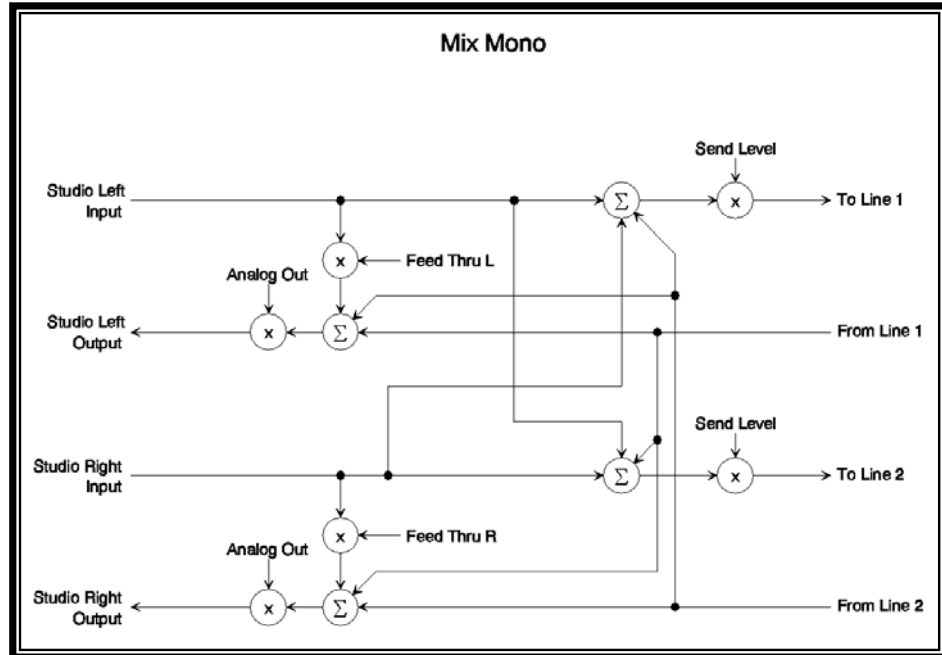 Mix Mono
Send Level
Studio Left
Input
Σ
x
To Line 1
x
Feed Thru L
Analog Out
Studio Left
Output
x
Σ
From Line 1
Send Level
Studio Right
Input
Σ
x
To Line 2
x
Feed Thru R
Analog Out
Studio Right
Output
x
Σ
From Line 2